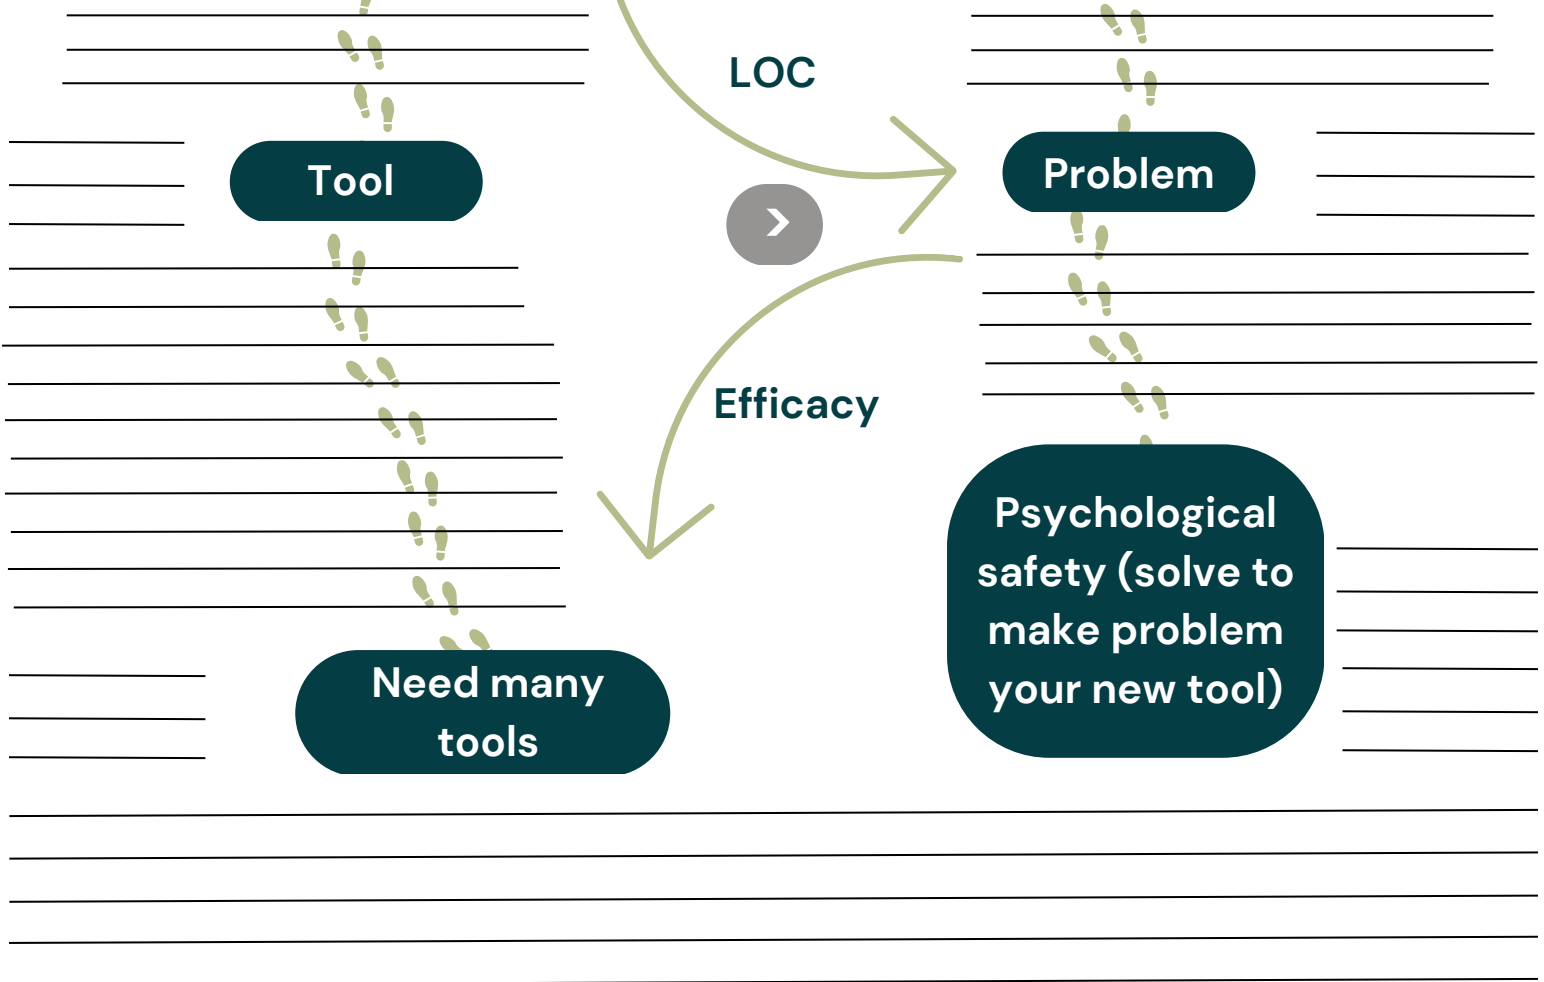 LOC
Tool
Problem
Efficacy
Psychological
safety (solve to
make problem
your new tool)
Need many
tools